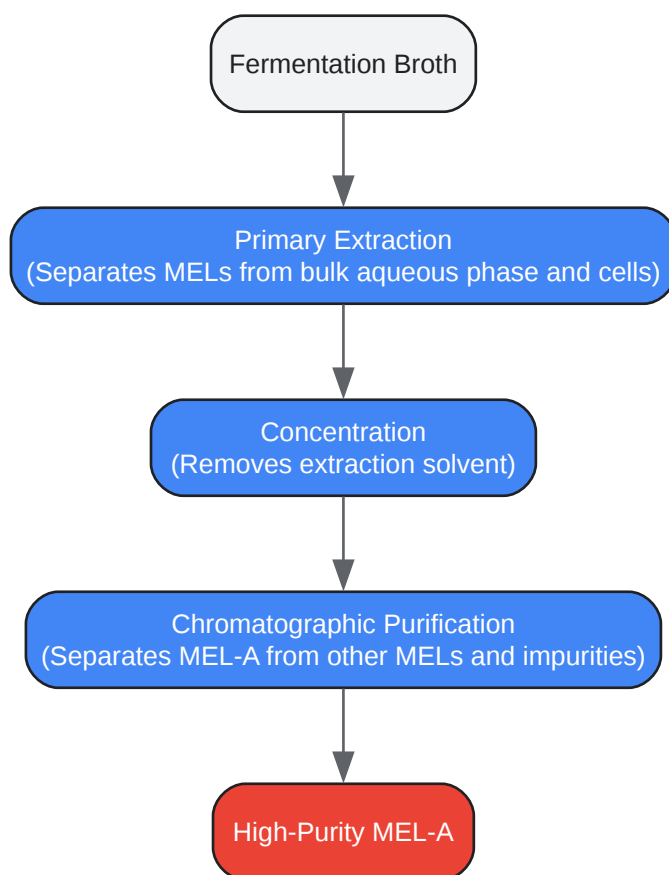 Fermentation Broth
Primary Extraction
(Separates MELs from bulk aqueous phase and cells)
Concentration
(Removes extraction solvent)
Chromatographic Purification
(Separates MEL-A from other MELs and impurities)
High-Purity MEL-A